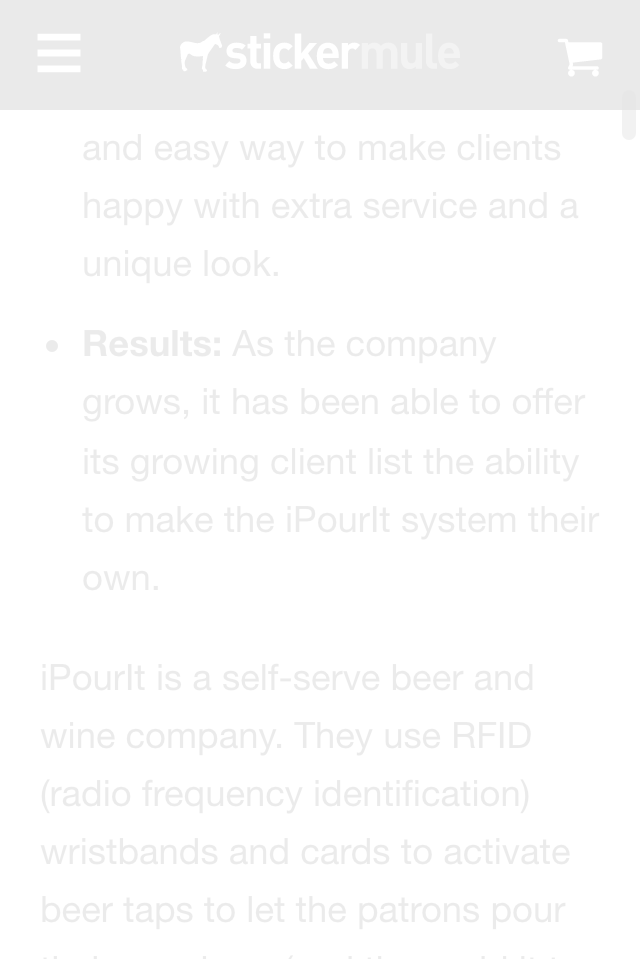 stickermule
and easy way to make clients
happy with extra service and a
unique look.
• Results: As the company
grows, it has been able to offer
its growing client list the ability
to make the iPourIt system their
own.
iPourIt is a self-serve beer and
wine company. They use RFID
(radio frequency identification)
wristbands and cards to activate
beer taps to let the patrons pour